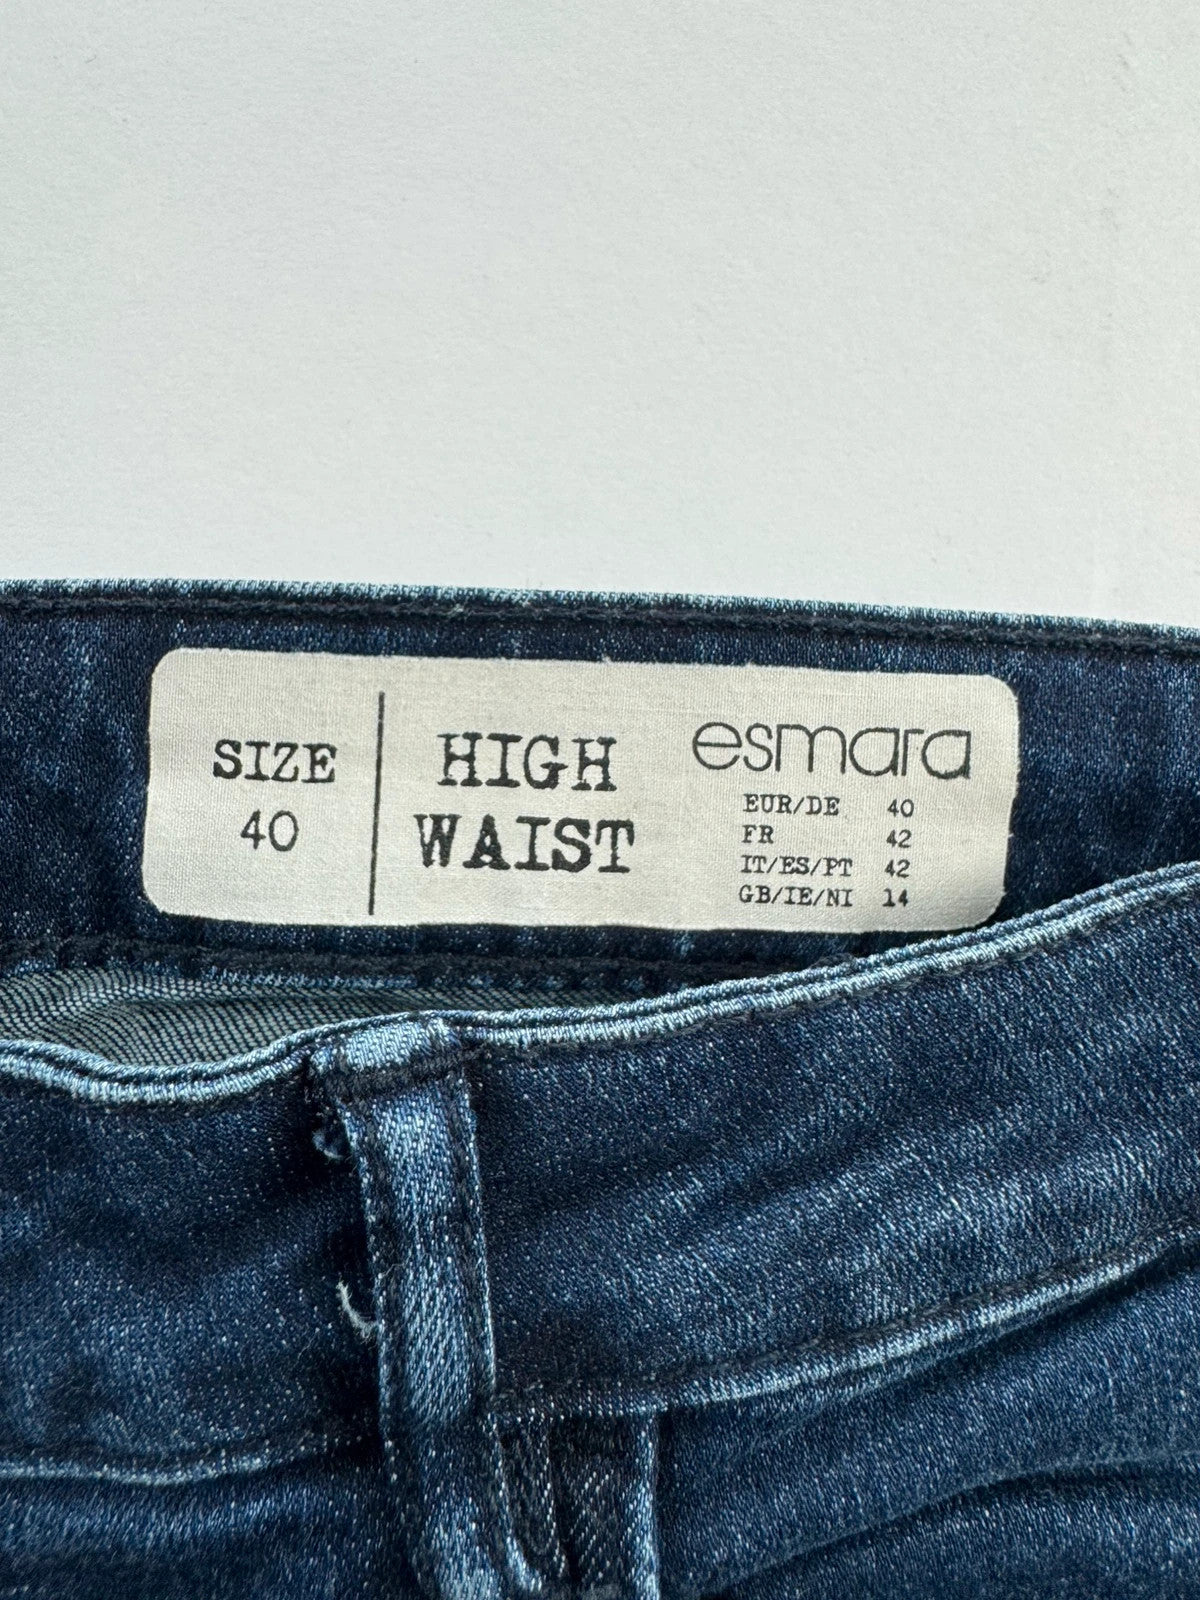 SIZE
40
HIGH
WAIST
esmara
EUR/DE 40
FR 42
IT/ES/PT 42
GB/IE/NI 14